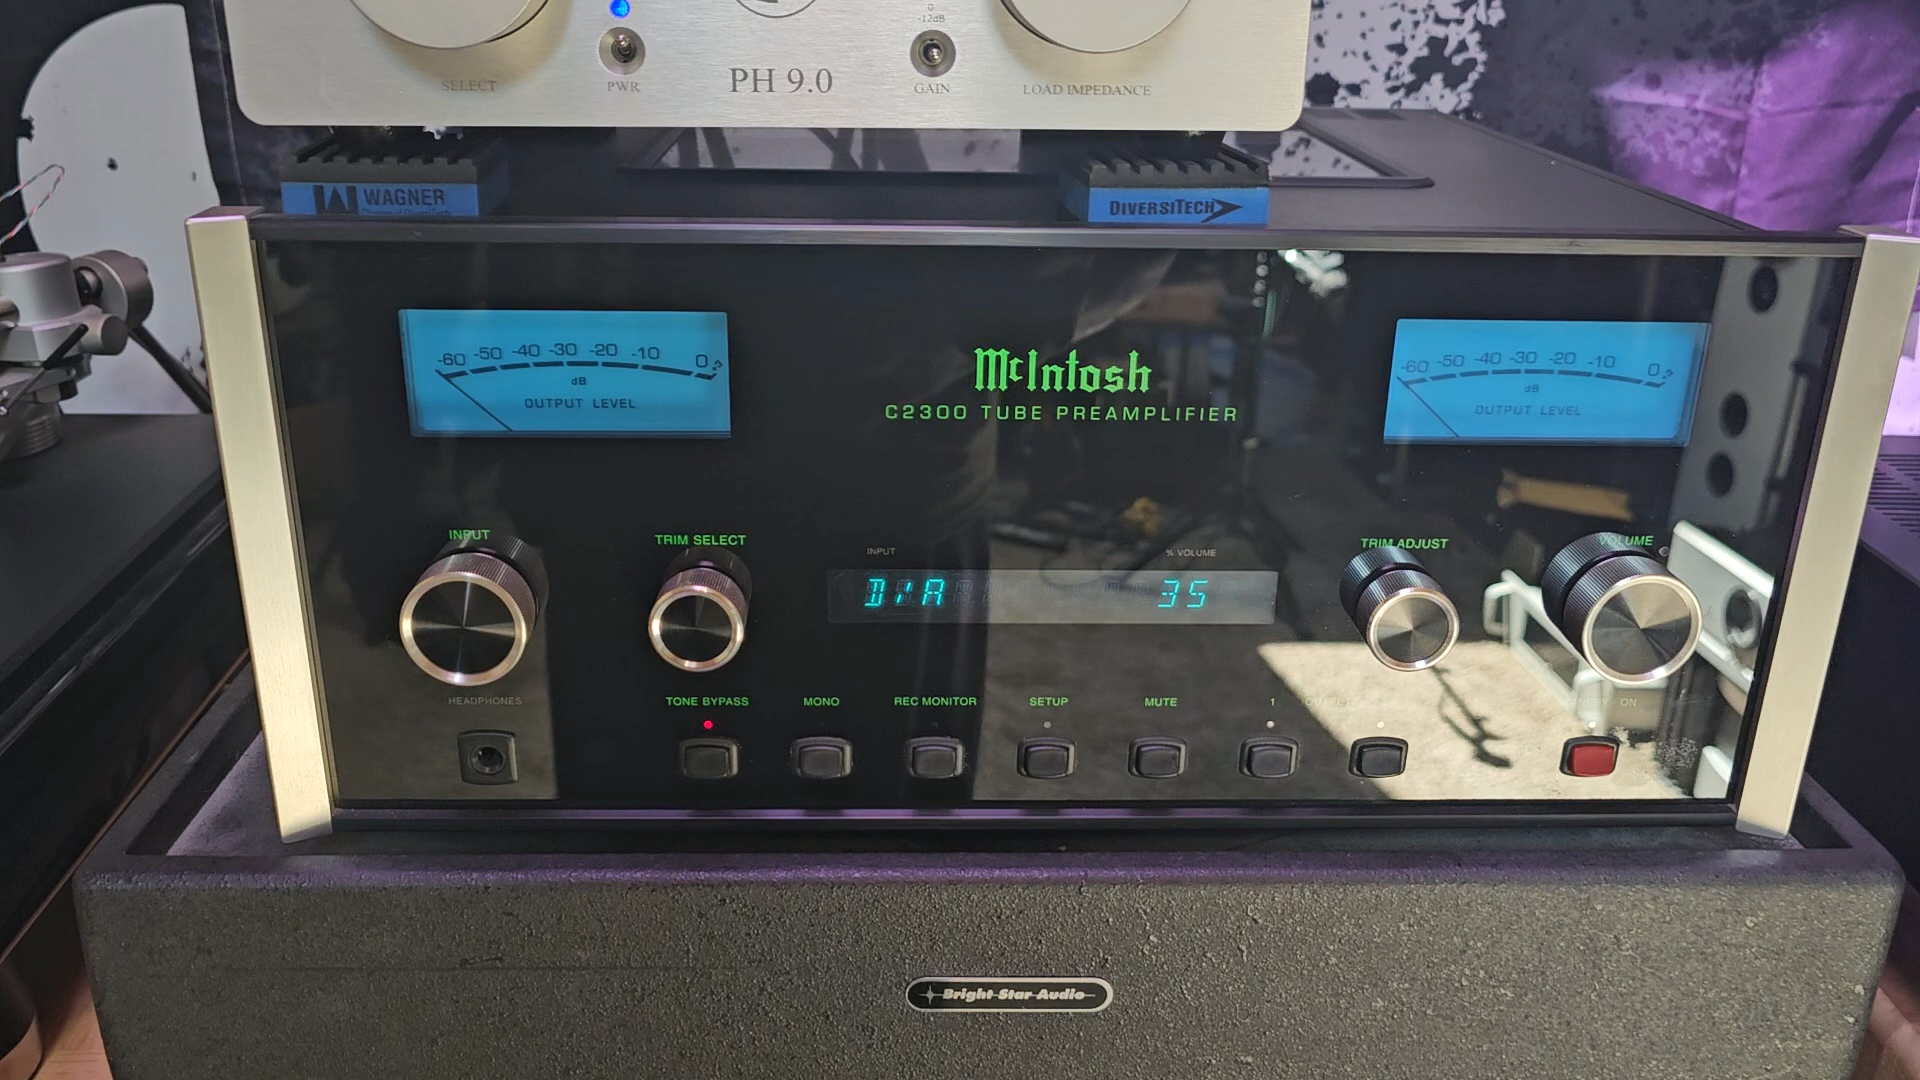 0
-12dB
SELECT
PWR
PH 9.0
GAIN
LOAD IMPEDANCE
WAGNER
DIVERSITECH
-60 -50 -40 -30 -20 -10 0
dB
OUTPUT LEVEL
McIntosh
C2300 TUBE PREAMPLIFIER
-60 -50 -40 -30 -20 -10 0
dB
OUTPUT LEVEL
INPUT
TRIM SELECT
INPUT
% VOLUME
TRIM ADJUST
VOLUME
D/A
35
HEADPHONES
TONE BYPASS
MONO
REC MONITOR
SETUP
MUTE
1
OUTPUT
ON
Bright Star Audio